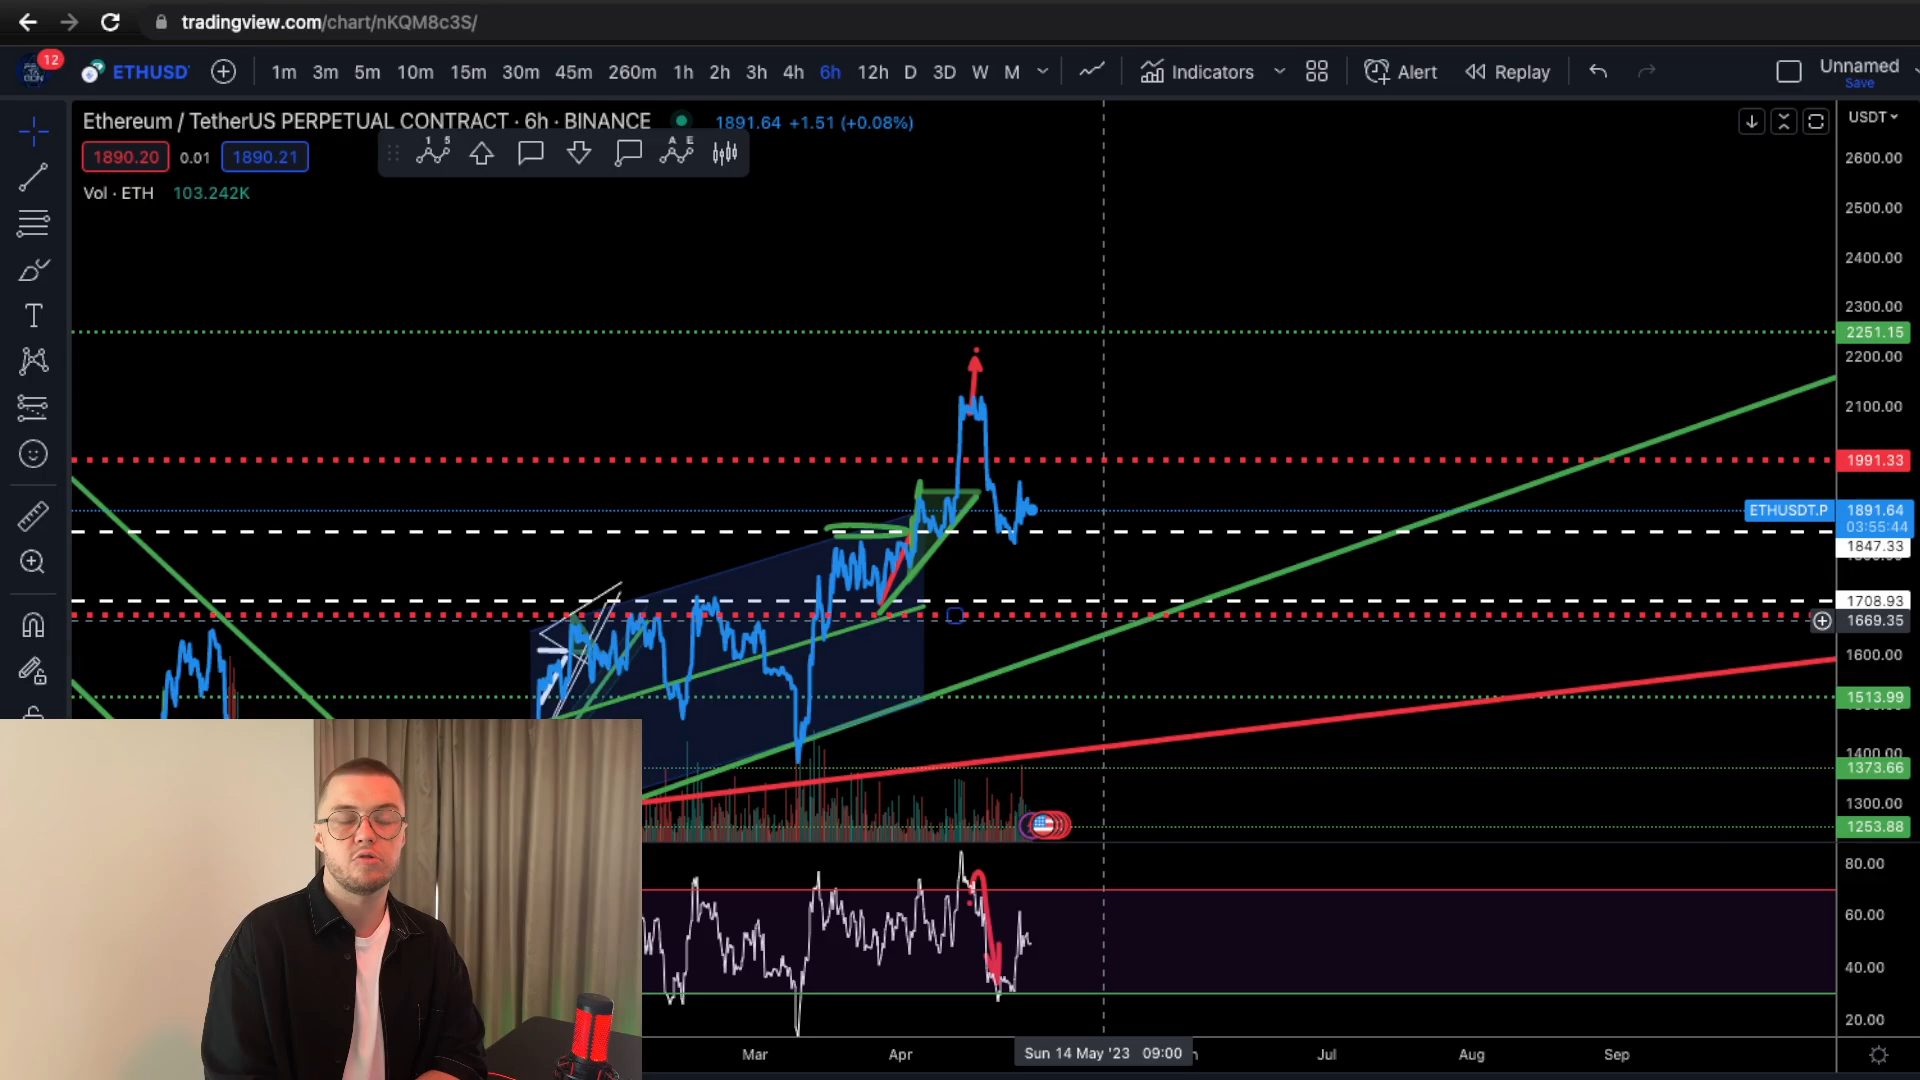 tradingview.com/chart/nKQM8c3S/
12
ETHUSD
1m 3m 5m 10m 15m 30m 45m 260m 1h 2h 3h 4h 6h 12h D 3D W M
Indicators
Alert
Replay
Unnamed
Save
Ethereum / TetherUS PERPETUAL CONTRACT · 6h · BINANCE
1891.64 +1.51 (+0.08%)
USDT
1890.20 0.01 1890.21
1 5
A E
Vol · ETH 103.242K
2600.00
2500.00
2400.00
2300.00
2251.15
2200.00
2100.00
1991.33
ETHUSDT.P 1891.64
03:55:44
1847.33
1708.93
1669.35
1600.00
1513.99
1400.00
1373.66
1300.00
1253.88
80.00
60.00
40.00
20.00
Mar Apr Sun 14 May '23 09:00 Jul Aug Sep